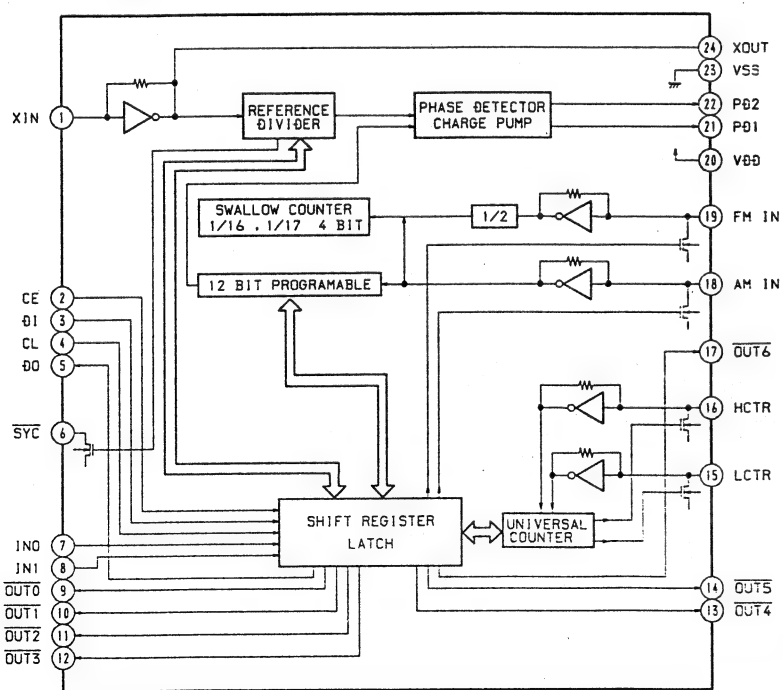 24 XOUT
23 VSS
XIN 1
REFERENCE
DIVIDER
PHASE DETECTOR
CHARGE PUMP
22 PD2
21 PD1
20 VDD
SWALLOW COUNTER
1/16 , 1/17 4 BIT
1/2
19 FM IN
12 BIT PROGRAMABLE
18 AM IN
CE 2
DI 3
CL 4
DO 5
17 OUT6
16 HCTR
SYC 6
15 LCTR
SHIFT REGISTER
LATCH
UNIVERSAL
COUNTER
IN0 7
IN1 8
OUT0 9
OUT1 10
OUT2 11
OUT3 12
14 OUT5
13 OUT4